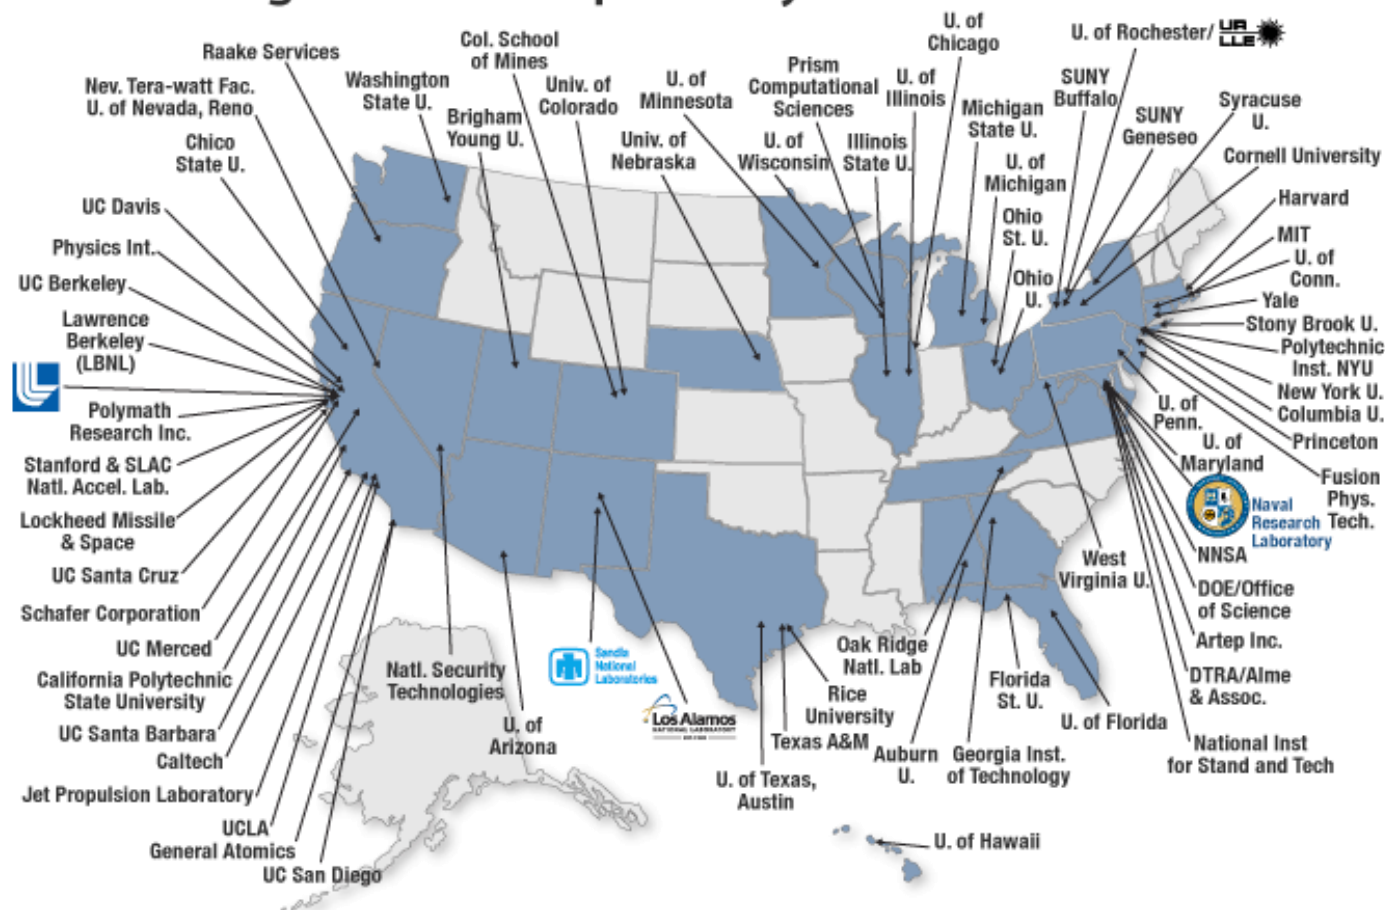 Raake Services
Nev. Tera-watt Fac.
U. of Nevada, Reno
Chico
State U.
UC Davis
Physics Int.
UC Berkeley
Lawrence
Berkeley
(LBNL)
Polymath
Research Inc.
Stanford & SLAC
Natl. Accel. Lab.
Lockheed Missile
& Space
UC Santa Cruz
Schafer Corporation
UC Merced
California Polytechnic
State University
UC Santa Barbara
Caltech
Jet Propulsion Laboratory
UCLA
General Atomics
UC San Diego
Washington
State U.
Col. School
of Mines
Brigham
Young U.
Univ. of
Colorado
U. of
Minnesota
Univ. of
Nebraska
Prism
Computational
Sciences
U. of
Wisconsin
Illinois
State U.
U. of
Illinois
U. of
Chicago
Michigan
State U.
U. of
Michigan
Ohio
St. U.
Ohio
U.
U. of Rochester/ UR
LLE
SUNY
Buffalo
SUNY
Geneseo
Syracuse
U.
Cornell University
Harvard
MIT
U. of
Conn.
Yale
Stony Brook U.
Polytechnic
Inst. NYU
New York U.
Columbia U.
Princeton
Fusion
Phys.
Tech.
U. of
Penn.
U. of
Maryland
Naval
Research
Laboratory
NNSA
DOE/Office
of Science
Artep Inc.
DTRA/Alme
& Assoc.
National Inst
for Stand and Tech
West
Virginia U.
Oak Ridge
Natl. Lab
Florida
St. U.
U. of Florida
Georgia Inst.
of Technology
Auburn
U.
Rice
University
Texas A&M
U. of Texas,
Austin
Los Alamos
NATIONAL LABORATORY
Sandia
National
Laboratories
U. of
Arizona
Natl. Security
Technologies
U. of Hawaii